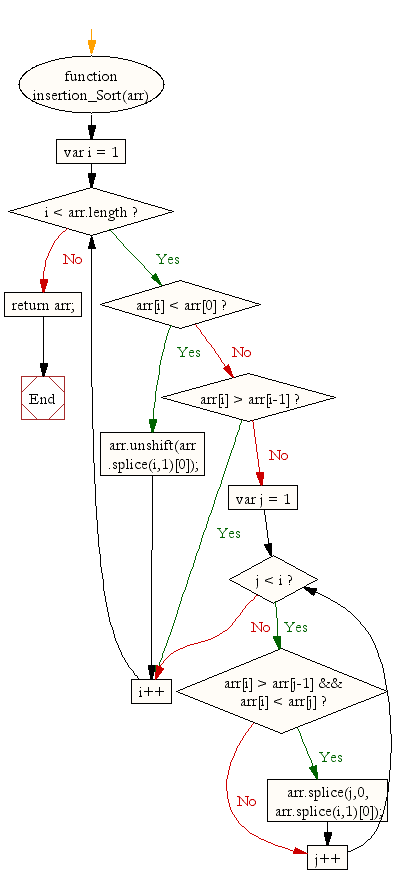 function
insertion_Sort(arr)
var i = 1
i < arr.length ?
No
Yes
return arr;
arr[i] < arr[0] ?
Yes
No
End
arr[i] > arr[i-1] ?
arr.unshift(arr
.splice(i,1)[0]);
No
var j = 1
Yes
j < i ?
No
Yes
i++
arr[i] > arr[j-1] &&
arr[i] < arr[j] ?
Yes
No
arr.splice(j,0,
arr.splice(i,1)[0]);
j++